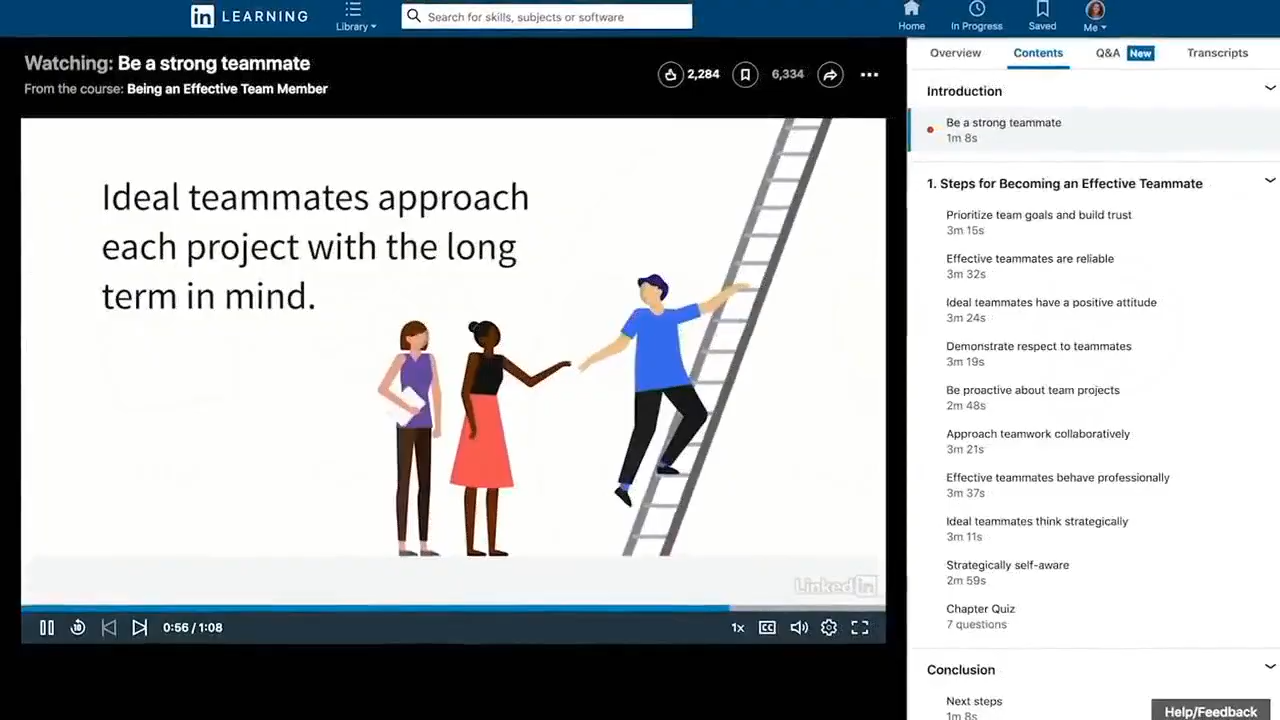 in LEARNING
Library
Search for skills, subjects or software
Home
In Progress
Saved
Me
Watching: Be a strong teammate
From the course: Being an Effective Team Member
2,284
6,334
Ideal teammates approach
each project with the long
term in mind.
Linked in
10
0:56 / 1:08
1x
CC
Overview
Contents
Q&A New
Transcripts
Introduction
Be a strong teammate
1m 8s
1. Steps for Becoming an Effective Teammate
Prioritize team goals and build trust
3m 15s
Effective teammates are reliable
3m 32s
Ideal teammates have a positive attitude
3m 24s
Demonstrate respect to teammates
3m 19s
Be proactive about team projects
2m 48s
Approach teamwork collaboratively
3m 21s
Effective teammates behave professionally
3m 37s
Ideal teammates think strategically
3m 11s
Strategically self-aware
2m 59s
Chapter Quiz
7 questions
Conclusion
Next steps
1m 8s
Help/Feedback